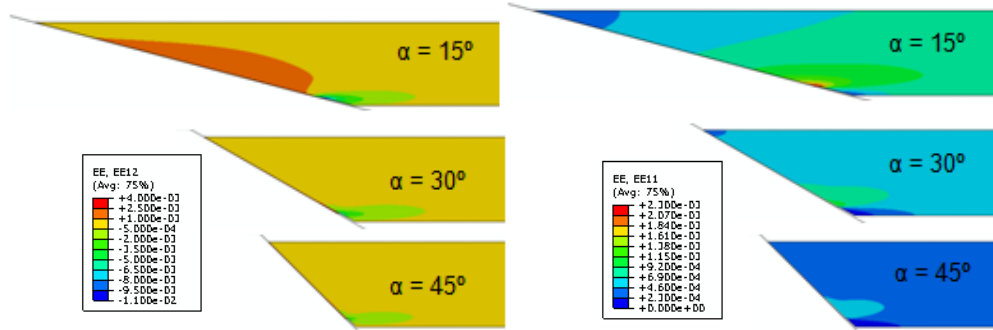 α = 15º
α = 15º
α = 30º
α = 30º
EE, EE12
(Avg: 75%)
+4.000e-03
+2.500e-03
+1.000e-03
-5.000e-04
-2.000e-03
-3.500e-03
-5.000e-03
-6.500e-03
-8.000e-03
-9.500e-03
-1.100e-02
EE, EE11
(Avg: 75%)
+2.300e-03
+2.070e-03
+1.840e-03
+1.610e-03
+1.380e-03
+1.150e-03
+9.200e-04
+6.900e-04
+4.600e-04
+2.300e-04
+0.000e+00
α = 45º
α = 45º